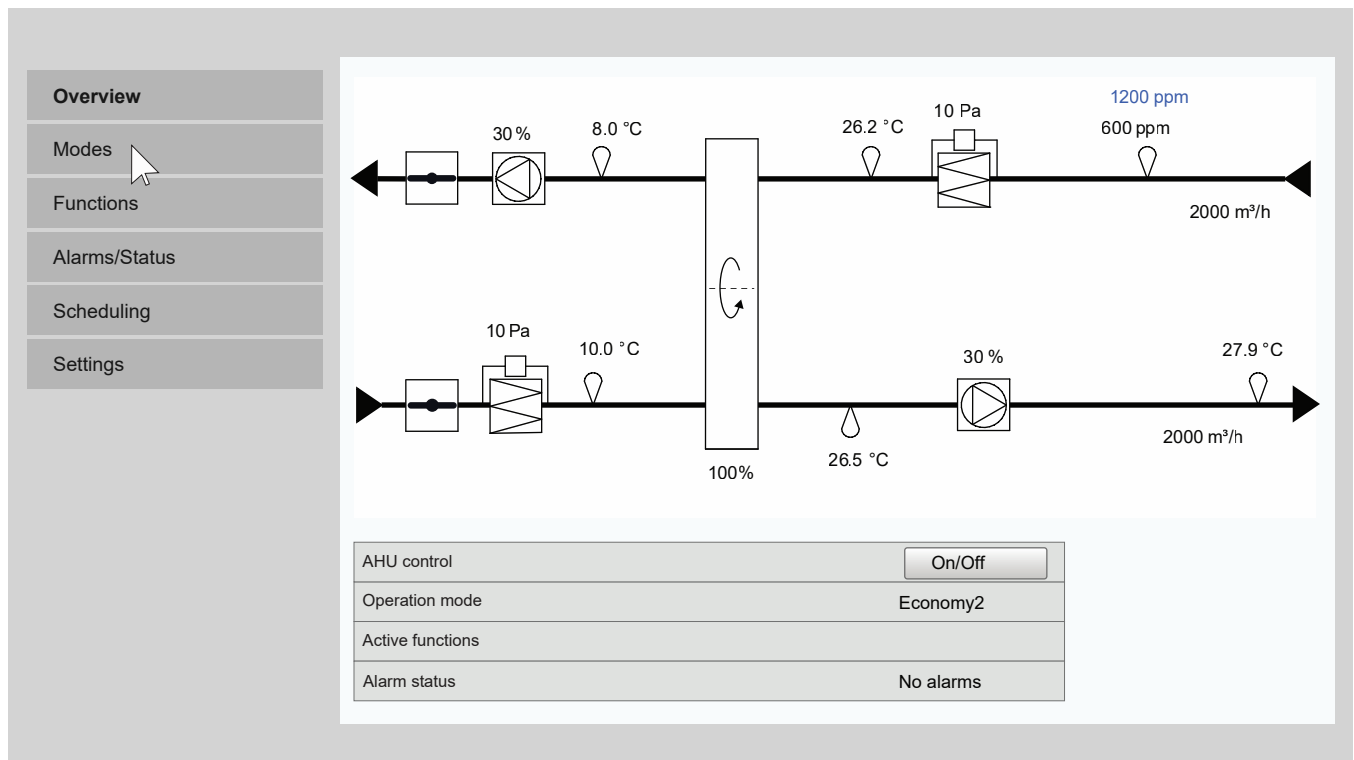 Overview
Modes
Functions
Alarms/Status
Scheduling
Settings
1200 ppm
10 Pa
30 %
8.0 °C
26.2 °C
600 ppm
2000 m³/h
10 Pa
10.0 °C
30 %
27.9 °C
2000 m³/h
26.5 °C
100%
AHU control On/Off
Operation mode Economy2
Active functions
Alarm status No alarms